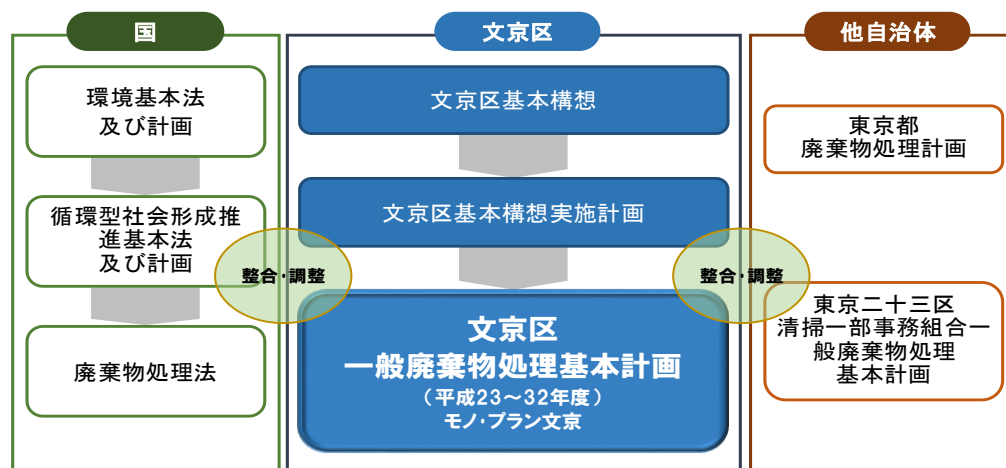 国
環境基本法
及び計画
循環型社会形成推
進基本法
及び計画
廃棄物処理法
整合・調整
文京区
文京区基本構想
文京区基本構想実施計画
文京区
一般廃棄物処理基本計画
（平成23～32年度）
モノ・プラン文京
整合・調整
他自治体
東京都
廃棄物処理計画
東京二十三区
清掃一部事務組合一
般廃棄物処理
基本計画